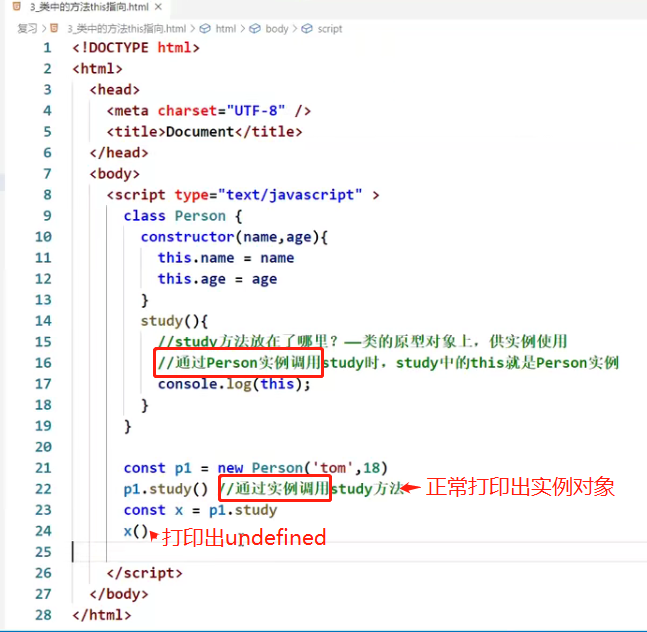 3_类中的方法this指向.html ×
复习 > 3_类中的方法this指向.html > html > body > script
1 <!DOCTYPE html>
2 <html>
3 <head>
4 <meta charset="UTF-8" />
5 <title>Document</title>
6 </head>
7 <body>
8 <script type="text/javascript" >
9 class Person {
10 constructor(name,age){
11 this.name = name
12 this.age = age
13 }
14 study(){
15 //study方法放在了哪里？——类的原型对象上，供实例使用
16 //通过Person实例调用study时，study中的this就是Person实例
17 console.log(this);
18 }
19 }
20
21 const p1 = new Person('tom',18)
22 p1.study() //通过实例调用study方法 正常打印出实例对象
23 const x = p1.study
24 x() 打印出undefined
25
26 </script>
27 </body>
28 </html>